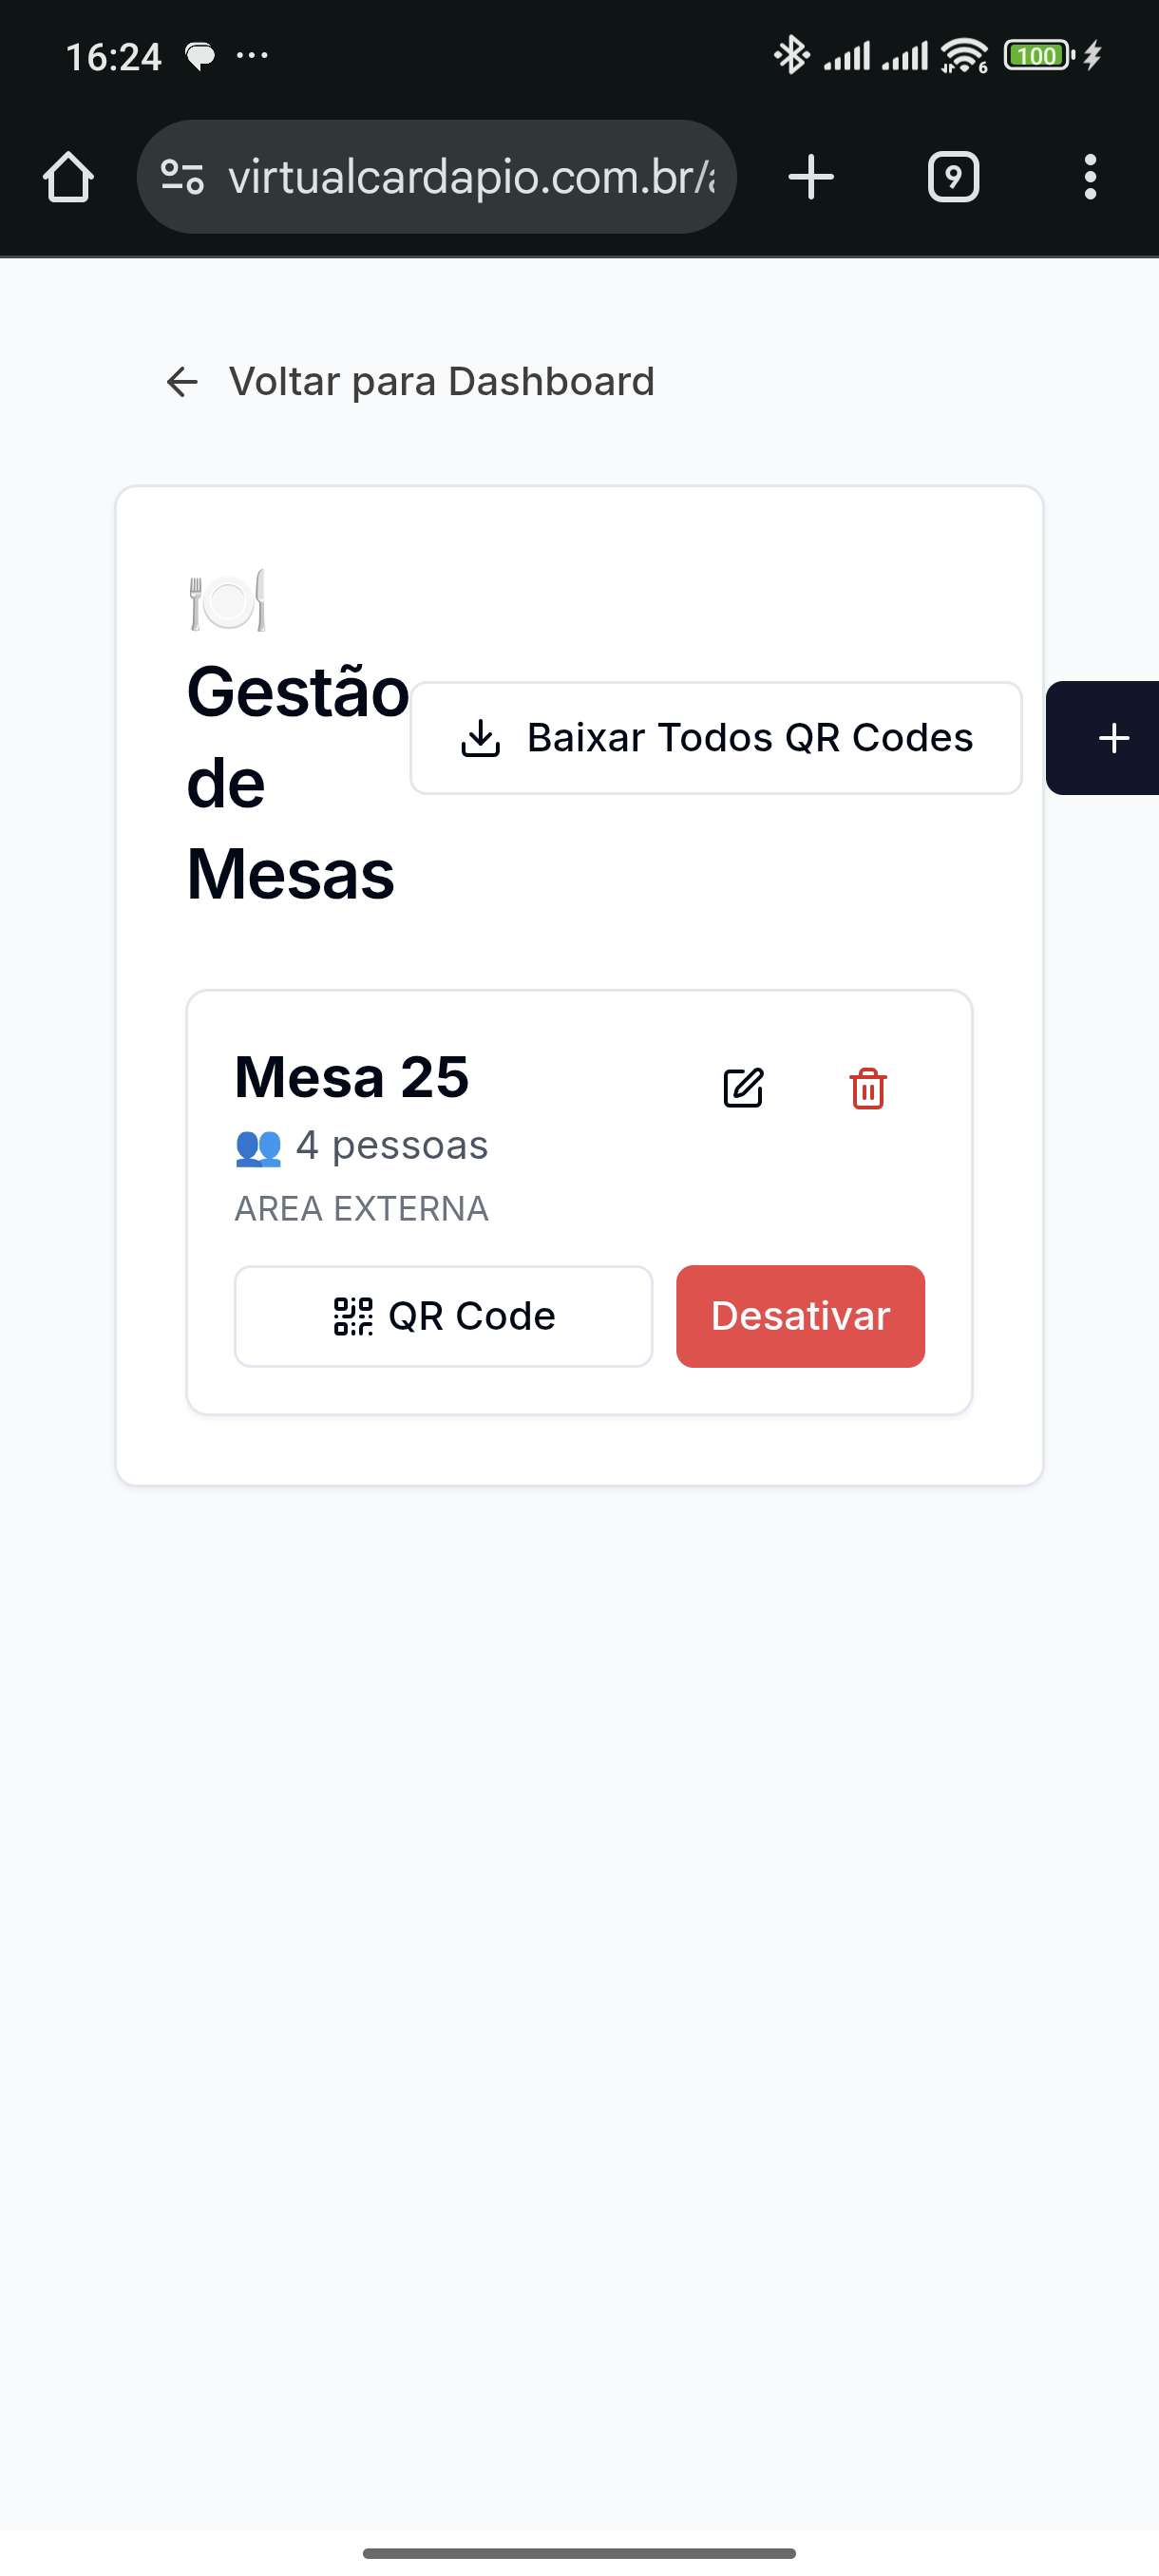 16:24
100
6
virtualcardapio.com.br/
9
Voltar para Dashboard
Gestão
de
Mesas
Baixar Todos QR Codes
Mesa 25
4 pessoas
AREA EXTERNA
QR Code
Desativar